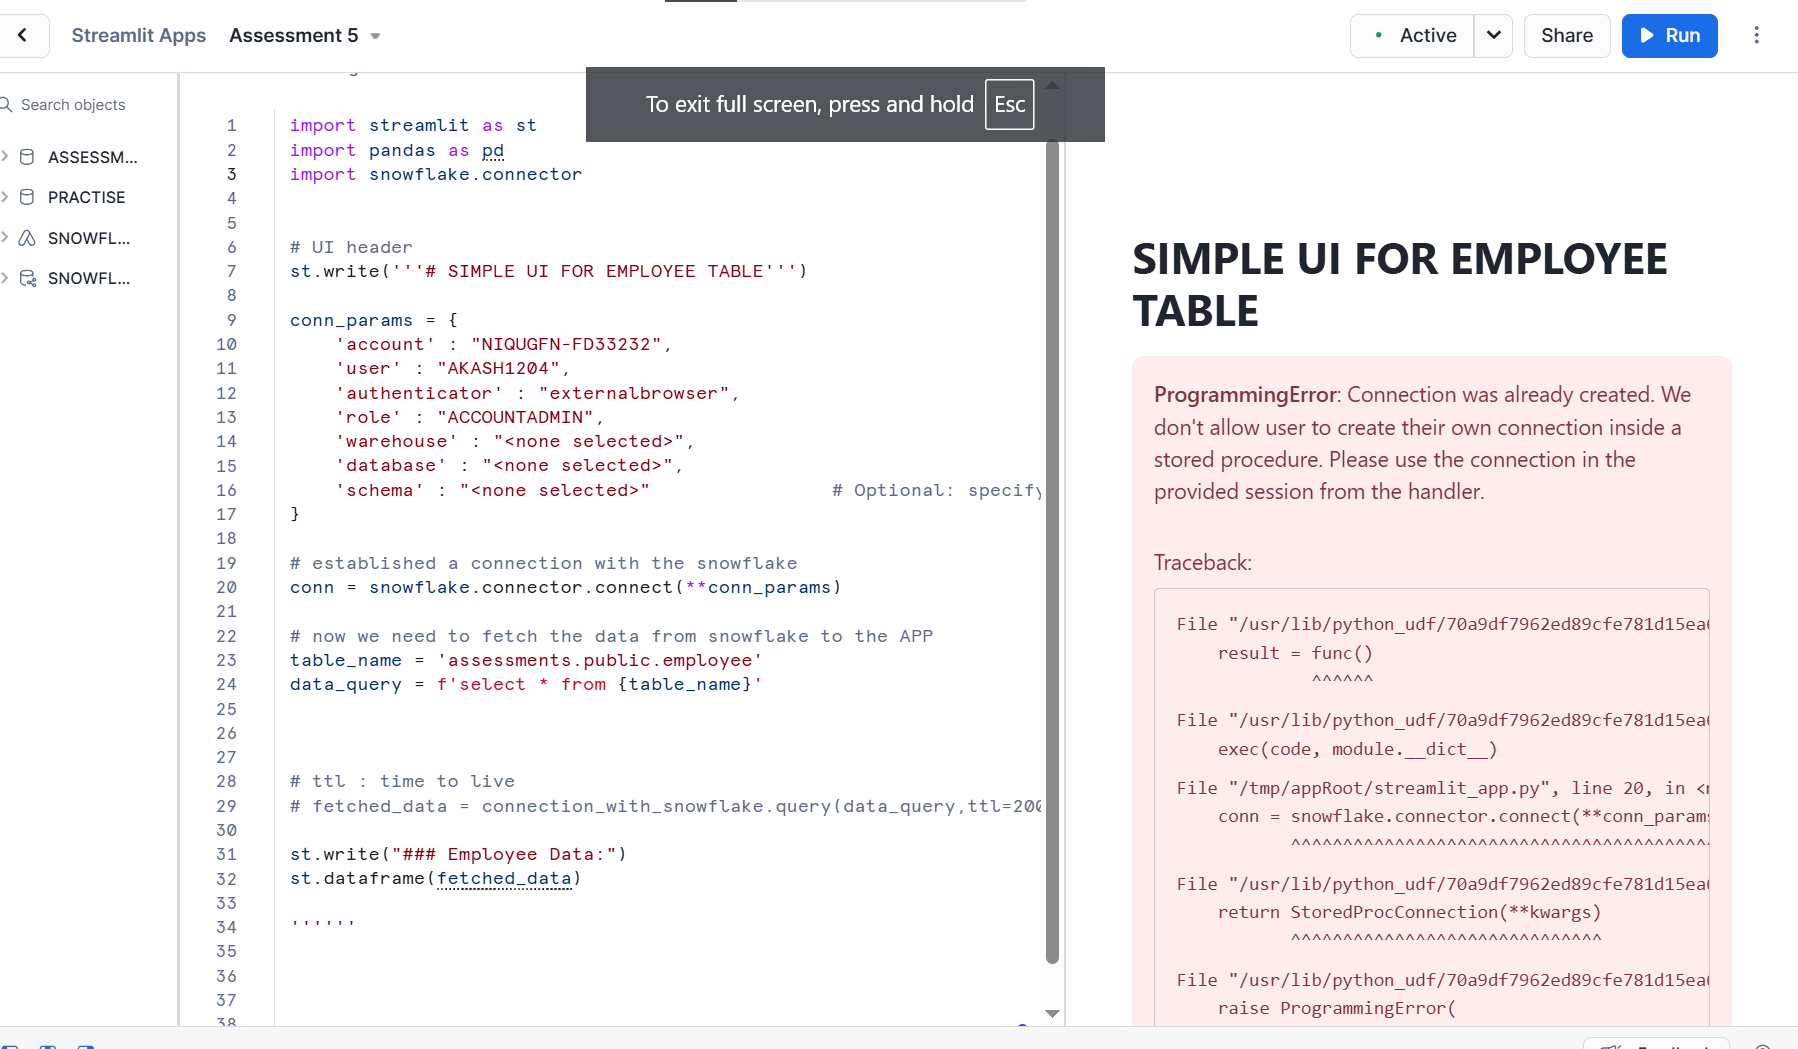 Streamlit Apps
Assessment 5
Active
Share
Run
To exit full screen, press and hold Esc
Search objects
ASSESSM...
PRACTISE
SNOWFL...
SNOWFL...
1 import streamlit as st
2 import pandas as pd
3 import snowflake.connector
4
5
6 # UI header
7 st.write('''# SIMPLE UI FOR EMPLOYEE TABLE''')
8
9 conn_params = {
10 'account' : "NIQUGFN-FD33232",
11 'user' : "AKASH1204",
12 'authenticator' : "externalbrowser",
13 'role' : "ACCOUNTADMIN",
14 'warehouse' : "<none selected>",
15 'database' : "<none selected>",
16 'schema' : "<none selected>" # Optional: specify
17 }
18
19 # established a connection with the snowflake
20 conn = snowflake.connector.connect(**conn_params)
21
22 # now we need to fetch the data from snowflake to the APP
23 table_name = 'assessments.public.employee'
24 data_query = f'select * from {table_name}'
25
26
27
28 # ttl : time to live
29 # fetched_data = connection_with_snowflake.query(data_query,ttl=200
30
31 st.write("### Employee Data:")
32 st.dataframe(fetched_data)
33
34 ''''''
35
36
37
38
SIMPLE UI FOR EMPLOYEE
TABLE
ProgrammingError: Connection was already created. We
don't allow user to create their own connection inside a
stored procedure. Please use the connection in the
provided session from the handler.
Traceback:
File "/usr/lib/python_udf/70a9df7962ed89cfe781d15ea
result = func()
^^^^^^
File "/usr/lib/python_udf/70a9df7962ed89cfe781d15ea
exec(code, module.__dict__)
File "/tmp/appRoot/streamlit_app.py", line 20, in <
conn = snowflake.connector.connect(**conn_params
^^^^^^^^^^^^^^^^^^^^^^^^^^^^^^^^^^^^^^^^
File "/usr/lib/python_udf/70a9df7962ed89cfe781d15ea
return StoredProcConnection(**kwargs)
^^^^^^^^^^^^^^^^^^^^^^^^^^^^^^
File "/usr/lib/python_udf/70a9df7962ed89cfe781d15ea
raise ProgrammingError(